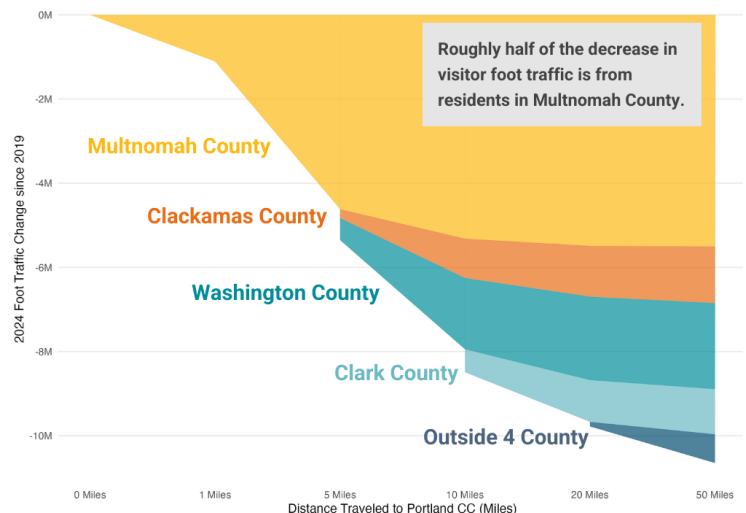 0M
Roughly half of the decrease in
visitor foot traffic is from
residents in Multnomah County.
-2M
Multnomah County
-4M
Clackamas County
2024 Foot Traffic Change since 2019
-6M
Washington County
-8M
Clark County
-10M
Outside 4 County
0 Miles 1 Miles 5 Miles 10 Miles 20 Miles 50 Miles
Distance Traveled to Portland CC (Miles)